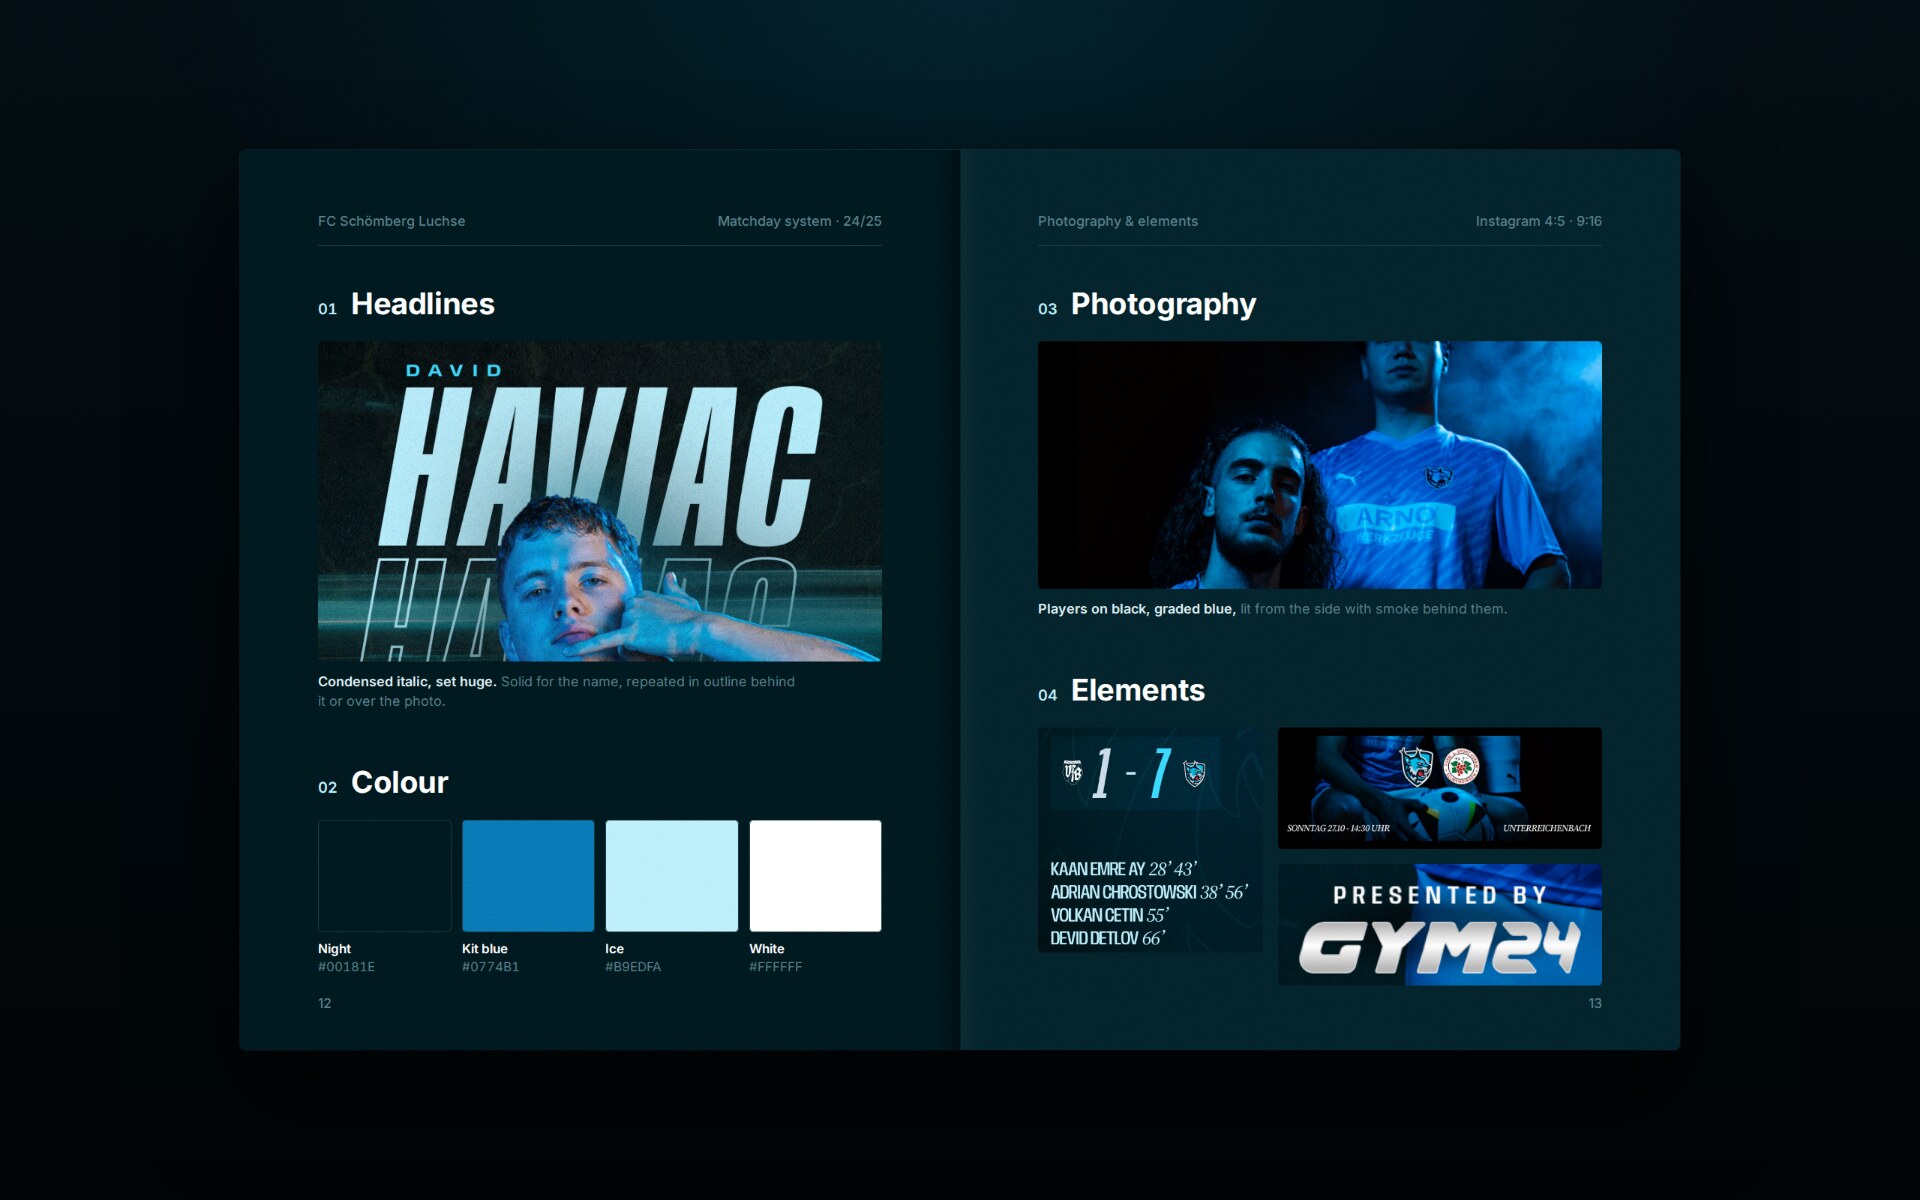 FC Schömberg Luchse
Matchday system · 24/25
01 Headlines
DAVID
HAVIAC
HAVIAC
Condensed italic, set huge. Solid for the name, repeated in outline behind
it or over the photo.
02 Colour
Night
#00181E
Kit blue
#0774B1
Ice
#B9EDFA
White
#FFFFFF
12
Photography & elements
Instagram 4:5 · 9:16
03 Photography
ARNO
WERKZEUGE
Players on black, graded blue, lit from the side with smoke behind them.
04 Elements
VfB
1 - 7
KAAN EMRE AY 28’ 43’
ADRIAN CHROSTOWSKI 38’ 56’
VOLKAN CETIN 55’
DEVID DETLOV 66’
SONNTAG 27.10 - 14:30 UHR
UNTERREICHENBACH
PRESENTED BY
GYM24
13